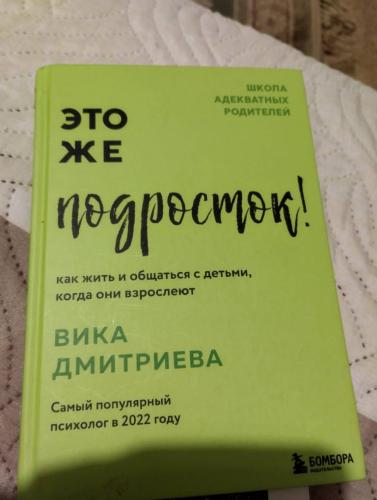 ШКОЛА
АДЕКВАТНЫХ
РОДИТЕЛЕЙ
ЭТО
ЖЕ
подросток!
как жить и общаться с детьми,
когда они взрослеют
ВИКА
ДМИТРИЕВА
Самый популярный
психолог в 2022 году
БОМБОРА
ИЗДАТЕЛЬСТВО